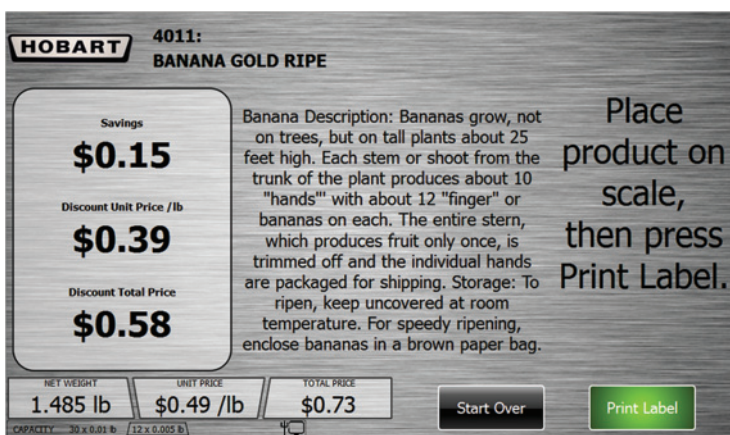 HOBART
4011:
BANANA GOLD RIPE
Savings
$0.15
Discount Unit Price /lb
$0.39
Discount Total Price
$0.58
Banana Description: Bananas grow, not
on trees, but on tall plants about 25
feet high. Each stem or shoot from the
trunk of the plant produces about 10
"hands"' with about 12 "finger" or
bananas on each. The entire stern,
which produces fruit only once, is
trimmed off and the individual hands
are packaged for shipping. Storage: To
ripen, keep uncovered at room
temperature. For speedy ripening,
enclose bananas in a brown paper bag.
Place
product on
scale,
then press
Print Label.
NET WEIGHT
1.485 lb
UNIT PRICE
$0.49 /lb
TOTAL PRICE
$0.73
CAPACITY 30 x 0.01 lb 12 x 0.005 lb
Start Over
Print Label